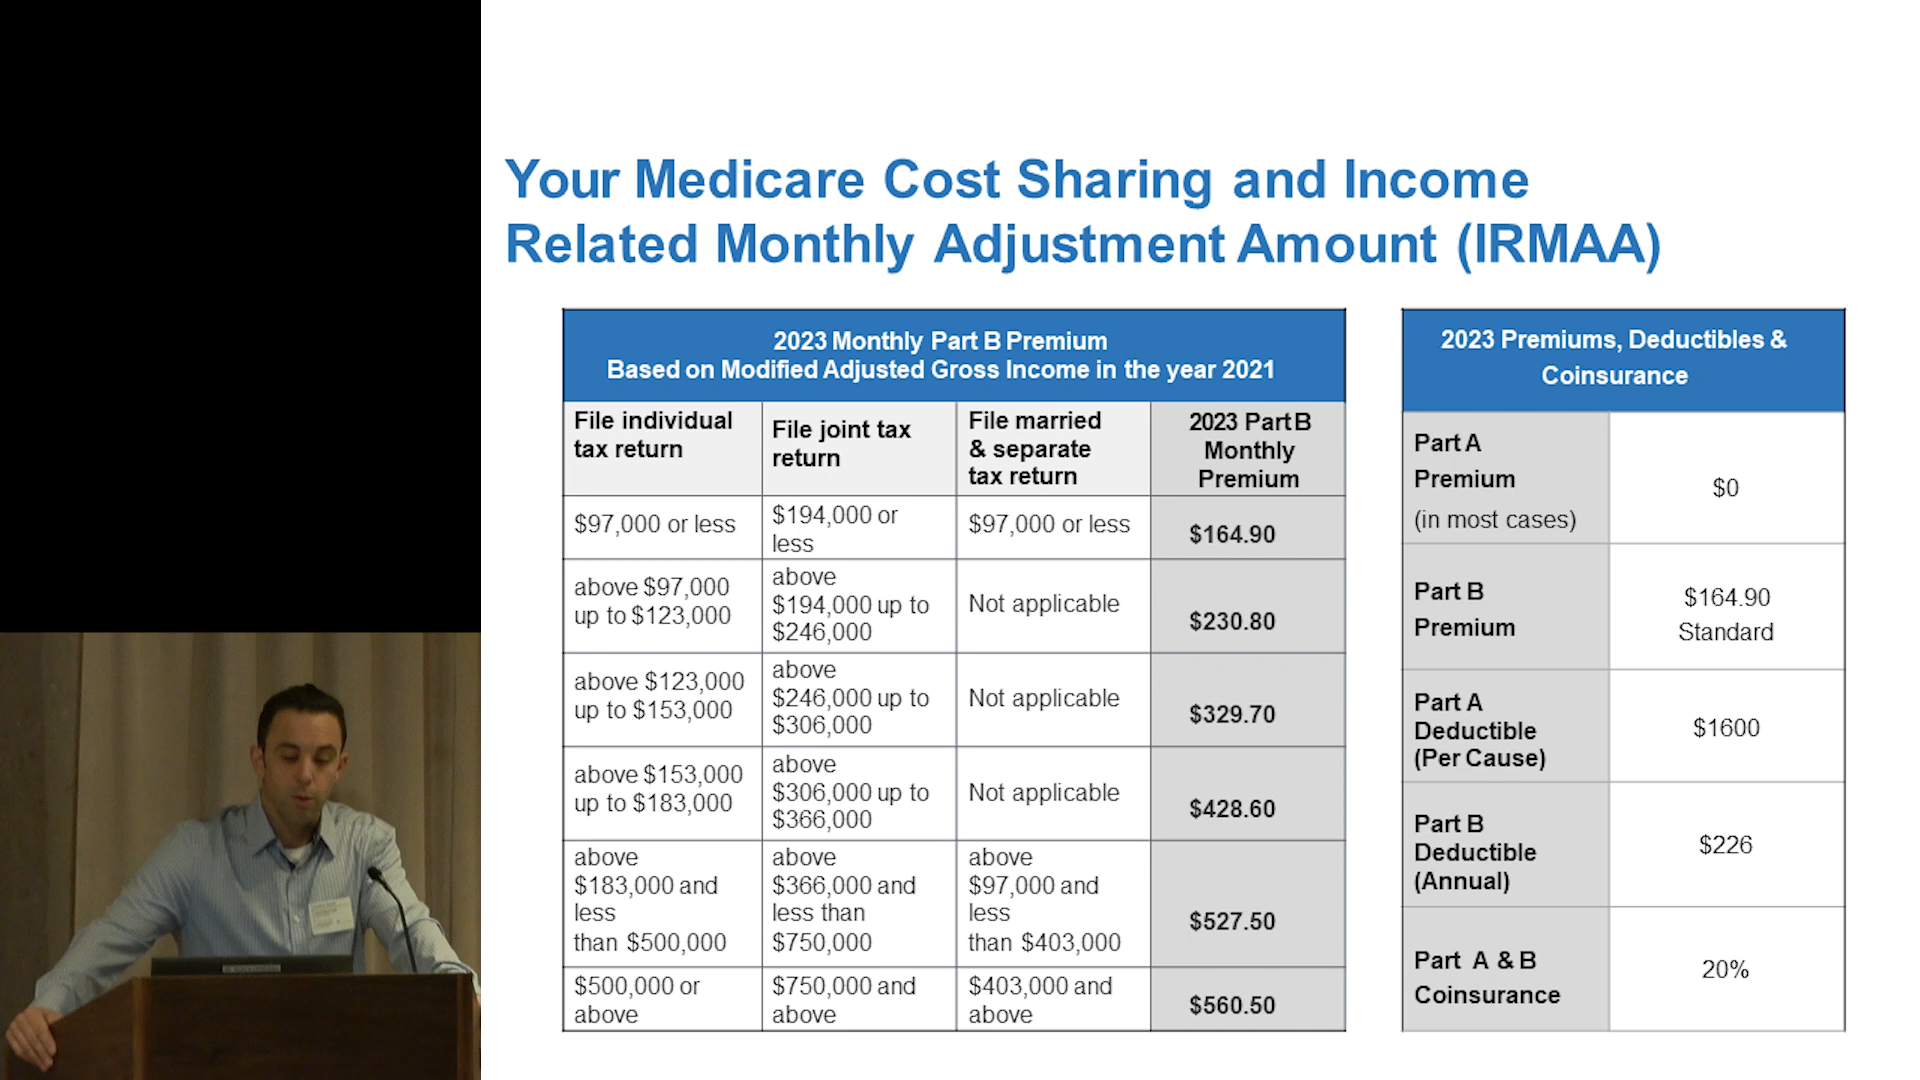 Your Medicare Cost Sharing and Income
Related Monthly Adjustment Amount (IRMAA)
2023 Monthly Part B Premium
Based on Modified Adjusted Gross Income in the year 2021
File individual
tax return
File joint tax
return
File married
& separate
tax return
2023 Part B
Monthly
Premium
$97,000 or less
$194,000 or
less
$97,000 or less
$164.90
above $97,000
up to $123,000
above
$194,000 up to
$246,000
Not applicable
$230.80
above $123,000
up to $153,000
above
$246,000 up to
$306,000
Not applicable
$329.70
above $153,000
up to $183,000
above
$306,000 up to
$366,000
Not applicable
$428.60
above
$183,000 and
less
than $500,000
above
$366,000 and
less than
$750,000
above
$97,000 and
less
than $403,000
$527.50
$500,000 or
above
$750,000 and
above
$403,000 and
above
$560.50
2023 Premiums, Deductibles &
Coinsurance
Part A
Premium
(in most cases)
$0
Part B
Premium
$164.90
Standard
Part A
Deductible
(Per Cause)
$1600
Part B
Deductible
(Annual)
$226
Part A & B
Coinsurance
20%